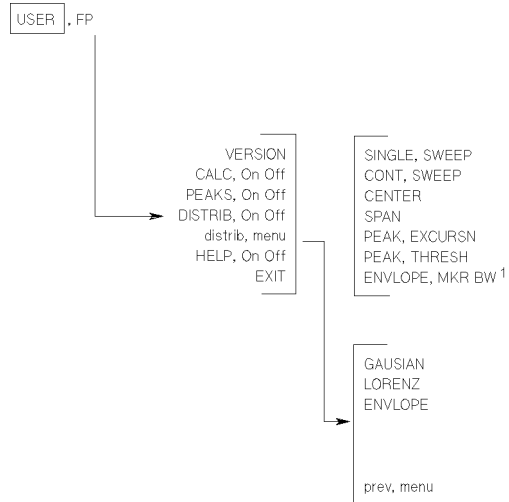 USER , FP
VERSION
CALC, On Off
PEAKS, On Off
DISTRIB, On Off
distrib, menu
HELP, On Off
EXIT
SINGLE, SWEEP
CONT, SWEEP
CENTER
SPAN
PEAK, EXCURSN
PEAK, THRESH
ENVLOPE, MKR BW 1
GAUSIAN
LORENZ
ENVLOPE
prev, menu